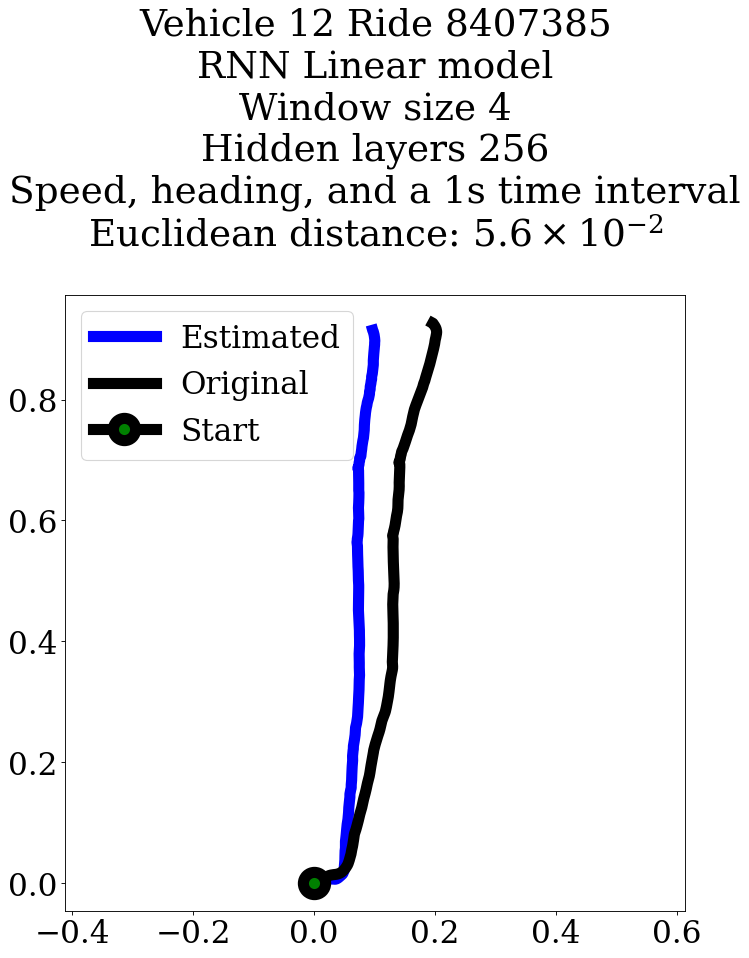 Vehicle 12 Ride 8407385
RNN Linear model
Window size 4
Hidden layers 256
Speed, heading, and a 1s time interval
Euclidean distance: 5.6 × 10⁻²
Estimated
Original
Start
0.8
0.6
0.4
0.2
0.0
−0.4 −0.2 0.0 0.2 0.4 0.6